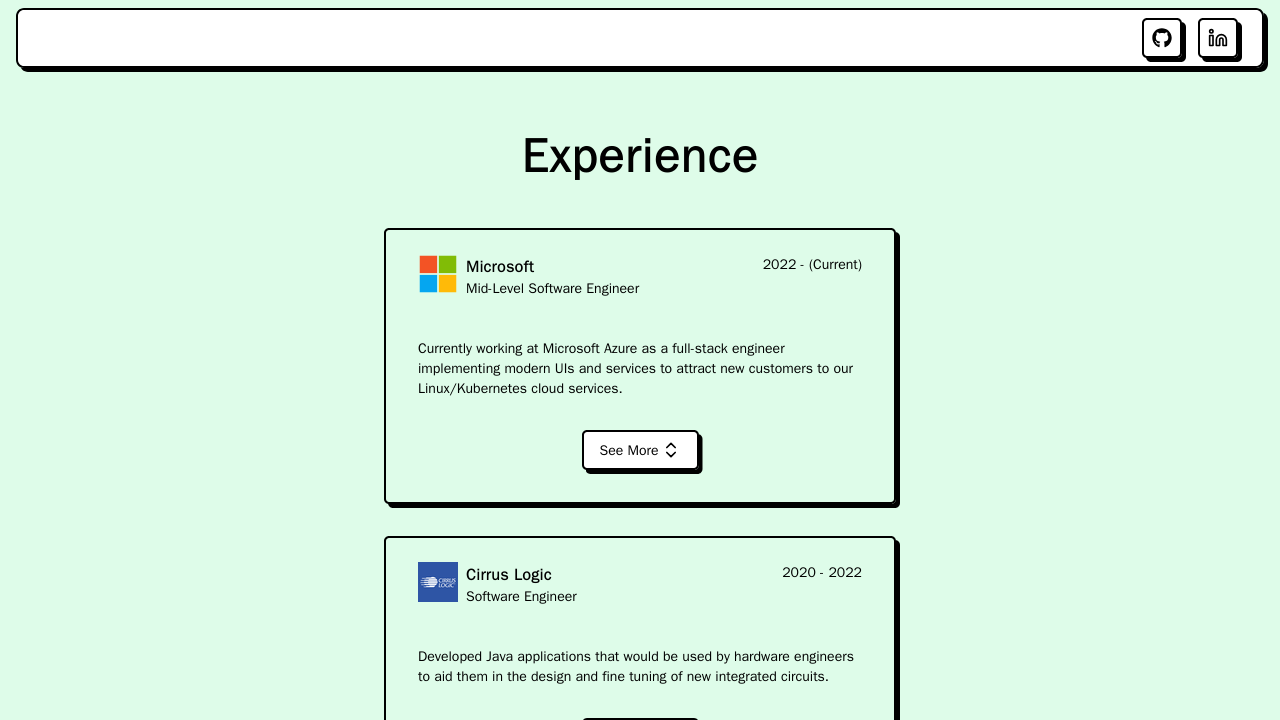 Experience
Microsoft
2022 - (Current)
Mid-Level Software Engineer
Currently working at Microsoft Azure as a full-stack engineer
implementing modern UIs and services to attract new customers to our
Linux/Kubernetes cloud services.
See More
CIRRUS
LOGIC
Cirrus Logic
2020 - 2022
Software Engineer
Developed Java applications that would be used by hardware engineers
to aid them in the design and fine tuning of new integrated circuits.